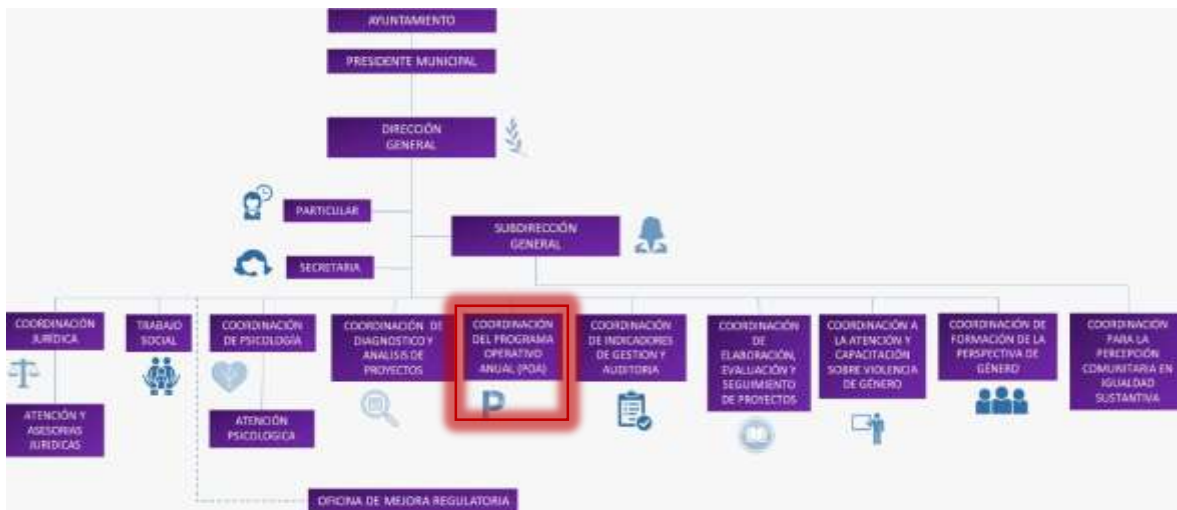 AYUNTAMIENTO
PRESIDENTE MUNICIPAL
DIRECCIÓN
GENERAL
PARTICULAR
SUBDIRECCIÓN
GENERAL
SECRETARIA
COORDINACIÓN
JURÍDICA
TRABAJO
SOCIAL
COORDINACIÓN
DE PSICOLOGÍA
COORDINACIÓN DE
DIAGNOSTICO Y
ANALISIS DE
PROYECTOS
COORDINACIÓN
DEL PROGRAMA
OPERATIVO
ANUAL (POA)
P
COORDINACIÓN
DE INDICADORES
DE GESTION Y
AUDITORIA
COORDINACIÓN
DE
ELABORACIÓN,
EVALUACIÓN Y
SEGUIMIENTO
DE PROYECTOS
COORDINACIÓN A
LA ATENCIÓN Y
CAPACITACIÓN
SOBRE VIOLENCIA
DE GÉNERO
COORDINACIÓN DE
FORMACIÓN DE LA
PERSPECTIVA DE
GÉNERO
COORDINACIÓN
PARA LA
PERCEPCIÓN
COMUNITARIA EN
IGUALDAD
SUSTANTIVA
ATENCIÓN Y
ASESORIAS
JURIDICAS
ATENCIÓN
PSICOLOGICA
OFICINA DE MEJORA REGULATORIA